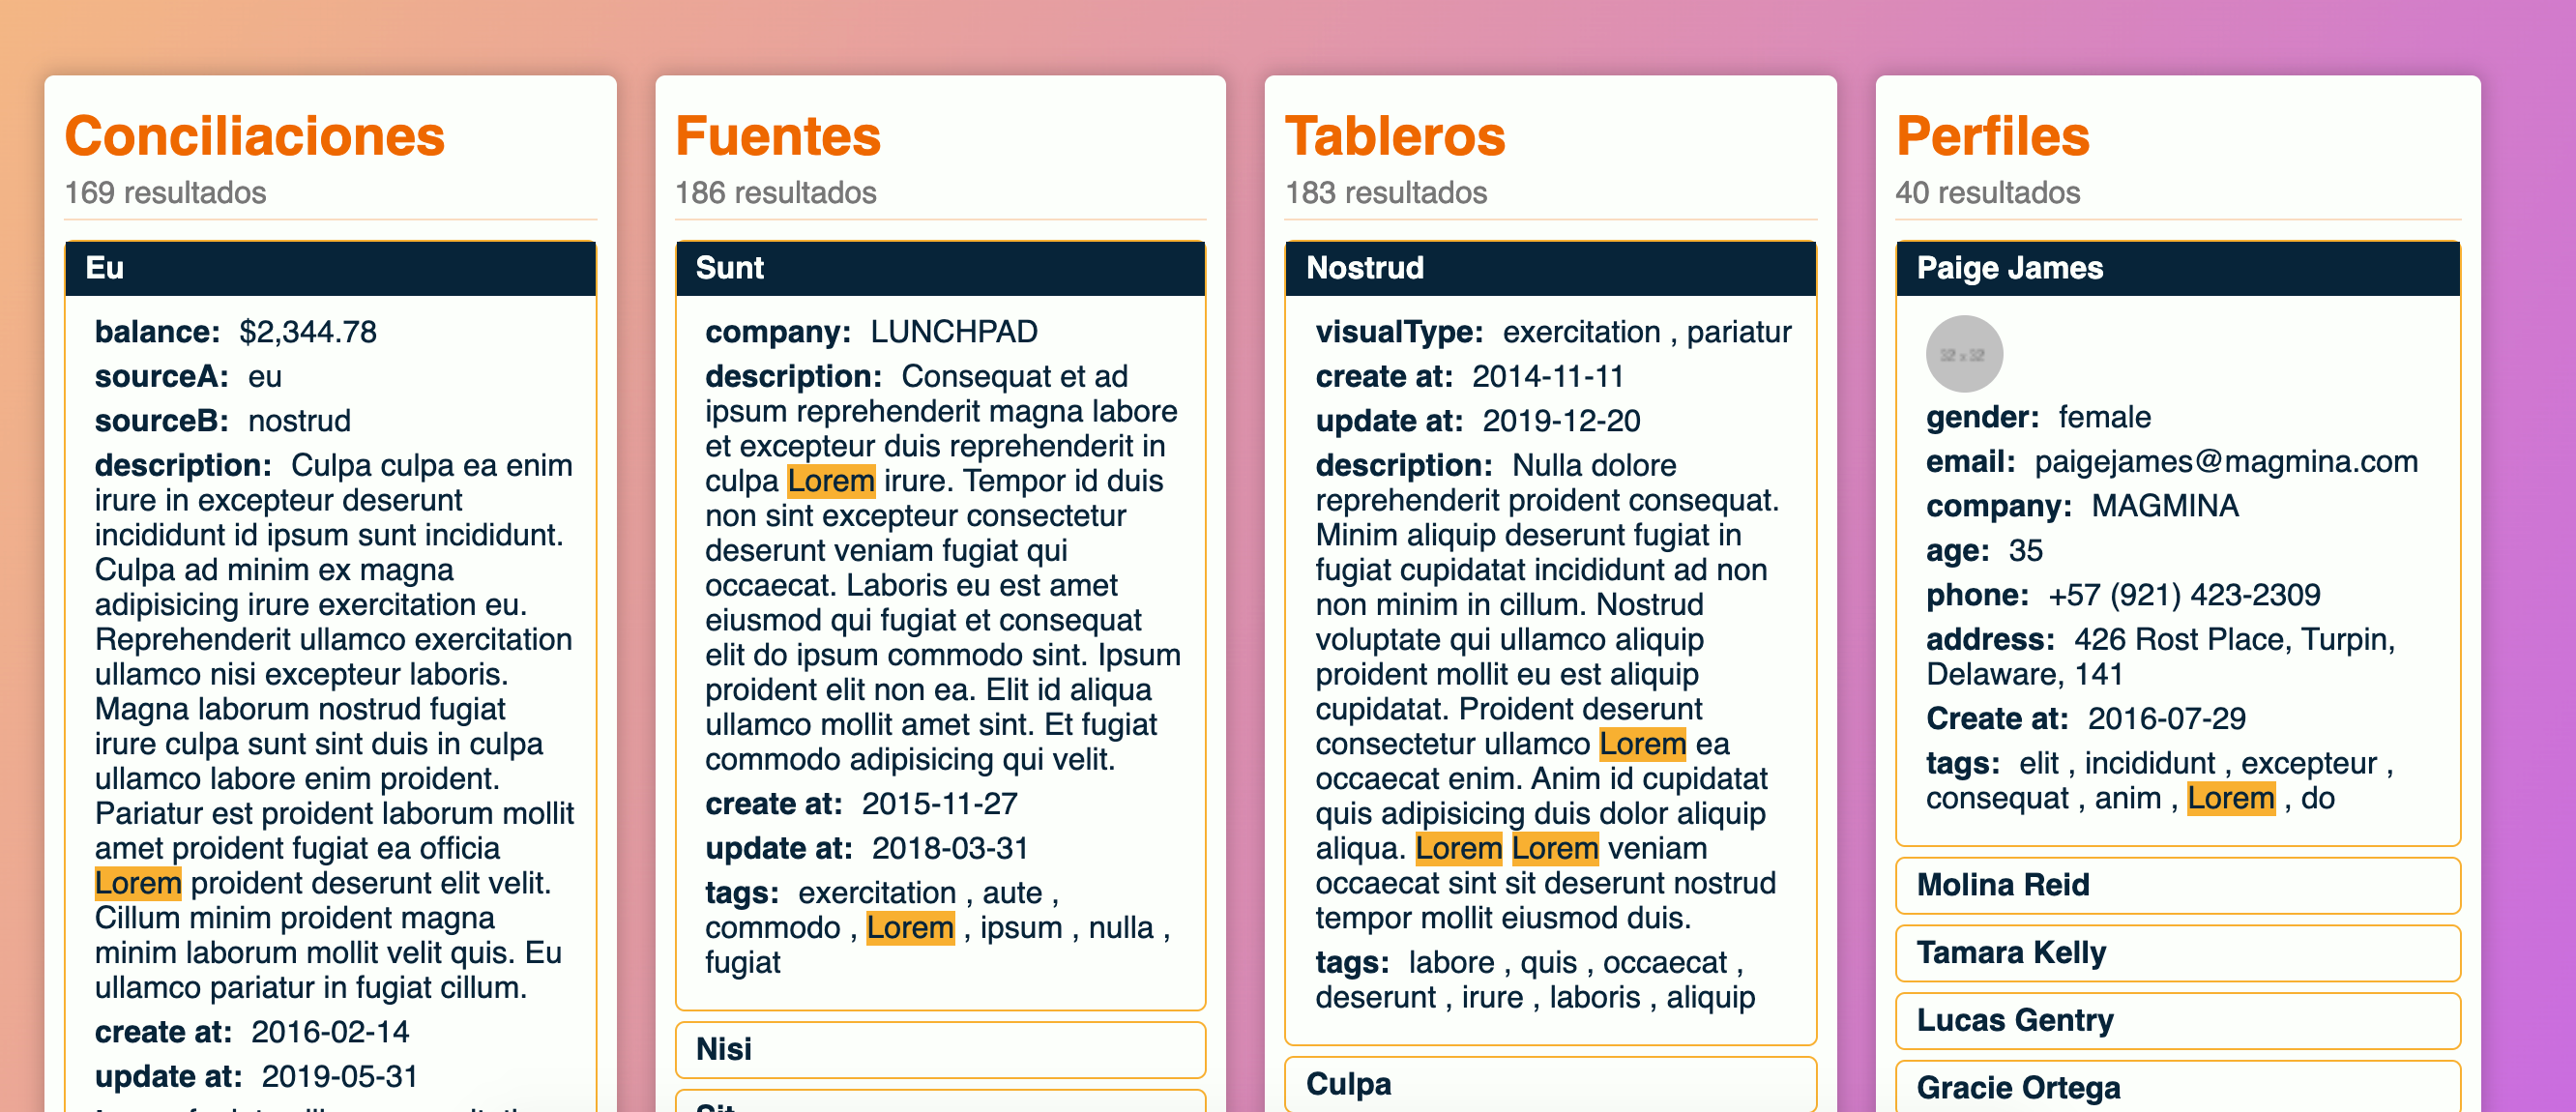 Conciliaciones
169 resultados
Eu
balance: $2,344.78
sourceA: eu
sourceB: nostrud
description: Culpa culpa ea enim
irure in excepteur deserunt
incididunt id ipsum sunt incididunt.
Culpa ad minim ex magna
adipisicing irure exercitation eu.
Reprehenderit ullamco exercitation
ullamco nisi excepteur laboris.
Magna laborum nostrud fugiat
irure culpa sunt sint duis in culpa
ullamco labore enim proident.
Pariatur est proident laborum mollit
amet proident fugiat ea officia
Lorem proident deserunt elit velit.
Cillum minim proident magna
minim laborum mollit velit quis. Eu
ullamco pariatur in fugiat cillum.
create at: 2016-02-14
update at: 2019-05-31
Fuentes
186 resultados
Sunt
company: LUNCHPAD
description: Consequat et ad
ipsum reprehenderit magna labore
et excepteur duis reprehenderit in
culpa Lorem irure. Tempor id duis
non sint excepteur consectetur
deserunt veniam fugiat qui
occaecat. Laboris eu est amet
eiusmod qui fugiat et consequat
elit do ipsum commodo sint. Ipsum
proident elit non ea. Elit id aliqua
ullamco mollit amet sint. Et fugiat
commodo adipisicing qui velit.
create at: 2015-11-27
update at: 2018-03-31
tags: exercitation , aute ,
commodo , Lorem , ipsum , nulla ,
fugiat
Nisi
Tableros
183 resultados
Nostrud
visualType: exercitation , pariatur
create at: 2014-11-11
update at: 2019-12-20
description: Nulla dolore
reprehenderit proident consequat.
Minim aliquip deserunt fugiat in
fugiat cupidatat incididunt ad non
non minim in cillum. Nostrud
voluptate qui ullamco aliquip
proident mollit eu est aliquip
cupidatat. Proident deserunt
consectetur ullamco Lorem ea
occaecat enim. Anim id cupidatat
quis adipisicing duis dolor aliquip
aliqua. Lorem Lorem veniam
occaecat sint sit deserunt nostrud
tempor mollit eiusmod duis.
tags: labore , quis , occaecat ,
deserunt , irure , laboris , aliquip
Culpa
Perfiles
40 resultados
Paige James
32 x 32
gender: female
email: paigejames@magmina.com
company: MAGMINA
age: 35
phone: +57 (921) 423-2309
address: 426 Rost Place, Turpin,
Delaware, 141
Create at: 2016-07-29
tags: elit , incididunt , excepteur ,
consequat , anim , Lorem , do
Molina Reid
Tamara Kelly
Lucas Gentry
Gracie Ortega